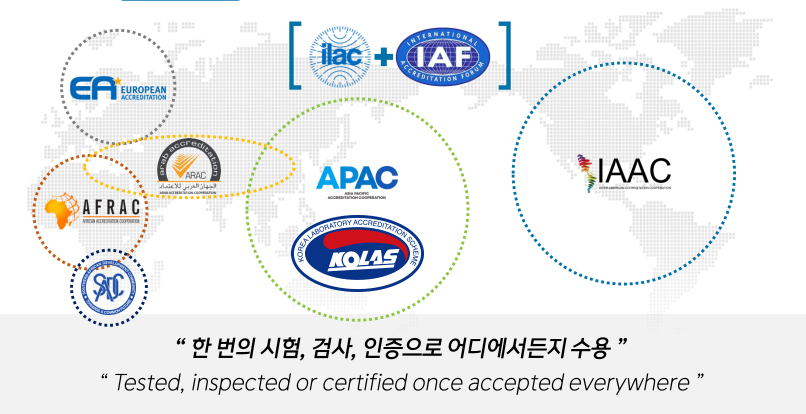 ilac
+
INTERNATIONAL
IAF
ACCREDITATION FORUM
EA
EUROPEAN
ACCREDITATION
arab accreditation
ARAC
الجهاز العربي للاعتماد
ARAB ACCREDITATION COOPERATION
AFRAC
AFRICAN ACCREDITATION COOPERATION
SADC
APAC
ASIA PACIFIC
ACCREDITATION COOPERATION
KOREA LABORATORY ACCREDITATION SCHEME
KOLAS
IAAC
INTER AMERICAN ACCREDITATION COOPERATION
“ 한 번의 시험, 검사, 인증으로 어디에서든지 수용 ”
“ Tested, inspected or certified once accepted everywhere ”